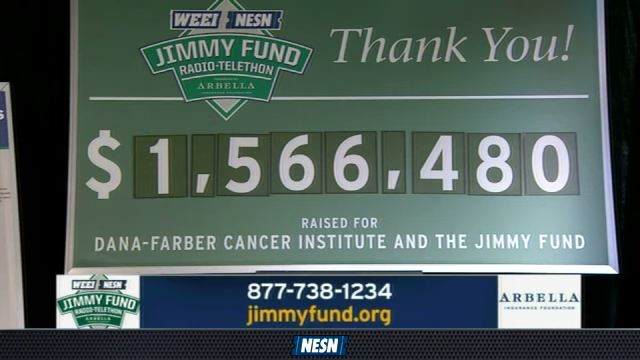 WEEI NESN
JIMMY FUND
RADIO-TELETHON
ARBELLA
INSURANCE FOUNDATION
Thank You!
$1,566,480
RAISED FOR
DANA-FARBER CANCER INSTITUTE AND THE JIMMY FUND
S
WEEI NESN
JIMMY FUND
RADIO-TELETHON
ARBELLA
877-738-1234
jimmyfund.org
ARBELLA
INSURANCE FOUNDATION
NESN